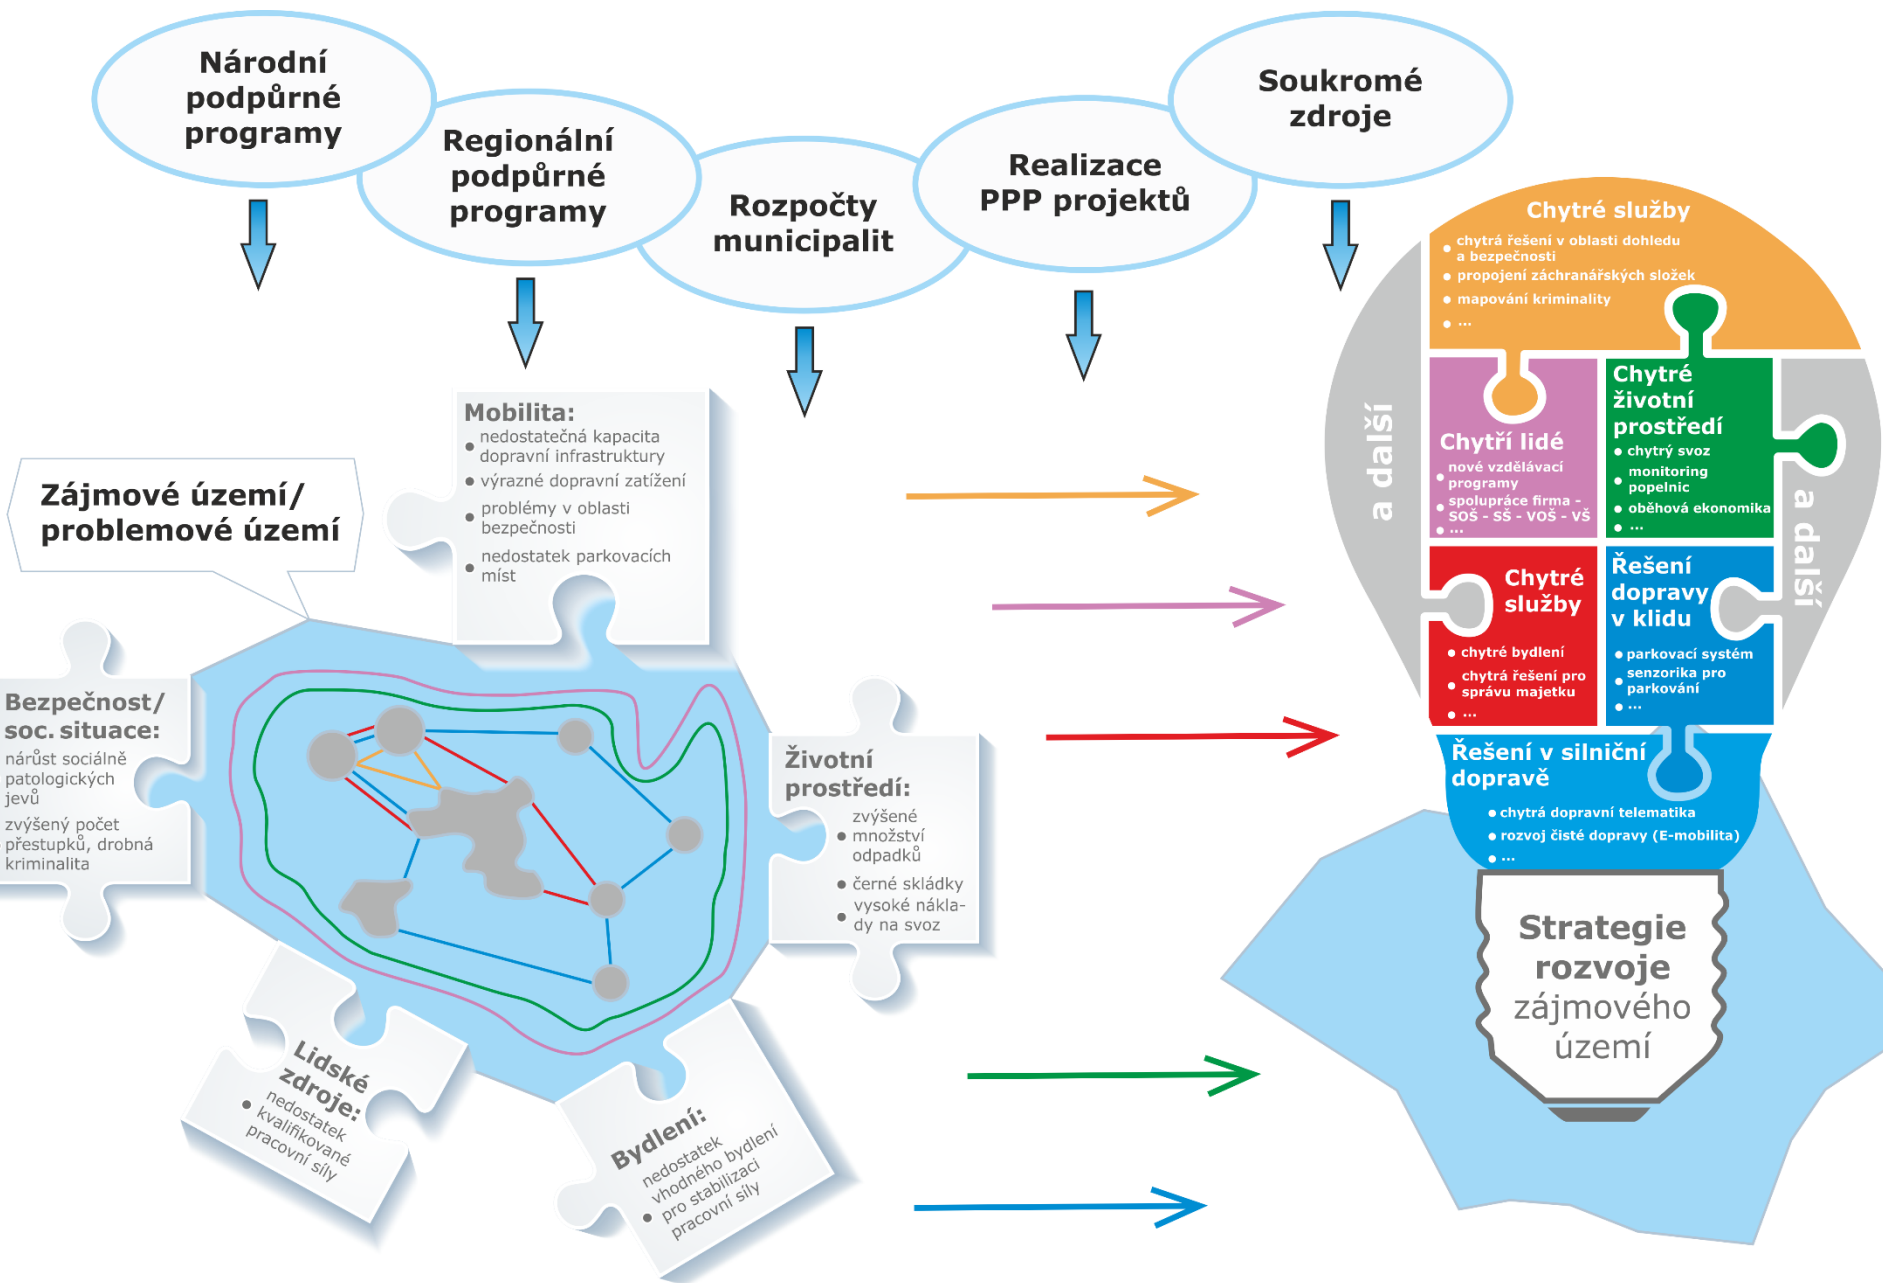 Národní
podpůrné
programy
Regionální
podpůrné
programy
Rozpočty
municipalit
Realizace
PPP projektů
Soukromé
zdroje
Zájmové území/
problemové území
Mobilita:
• nedostatečná kapacita
dopravní infrastruktury
• výrazné dopravní zatížení
• problémy v oblasti
bezpečnosti
• nedostatek parkovacích
míst
Bezpečnost/
soc. situace:
nárůst sociálně
patologických
jevů
zvýšený počet
přestupků, drobná
kriminalita
Životní
prostředí:
zvýšené
• množství
odpadků
• černé skládky
• vysoké nákla-
dy na svoz
Lidské
zdroje:
nedostatek
• kvalifikované
pracovní síly
Bydlení:
nedostatek
vhodného bydlení
• pro stabilizaci
pracovní síly
Chytré služby
• chytrá řešení v oblasti dohledu
a bezpečnosti
• propojení záchranářských složek
• mapování kriminality
• ...
a další
Chytří lidé
• nové vzdělávací
programy
• spolupráce firma -
SOŠ - SŠ - VOŠ - VŠ
• ...
Chytré
životní
prostředí
• chytrý svoz
• monitoring
popelnic
• oběhová ekonomika
• ...
a další
Chytré
služby
• chytré bydlení
• chytrá řešení pro
správu majetku
• ...
Řešení
dopravy
v klidu
• parkovací systém
• senzorika pro
parkování
• ...
Řešení v silniční
dopravě
• chytrá dopravní telematika
• rozvoj čisté dopravy (E-mobilita)
• ...
Strategie
rozvoje
zájmového
území